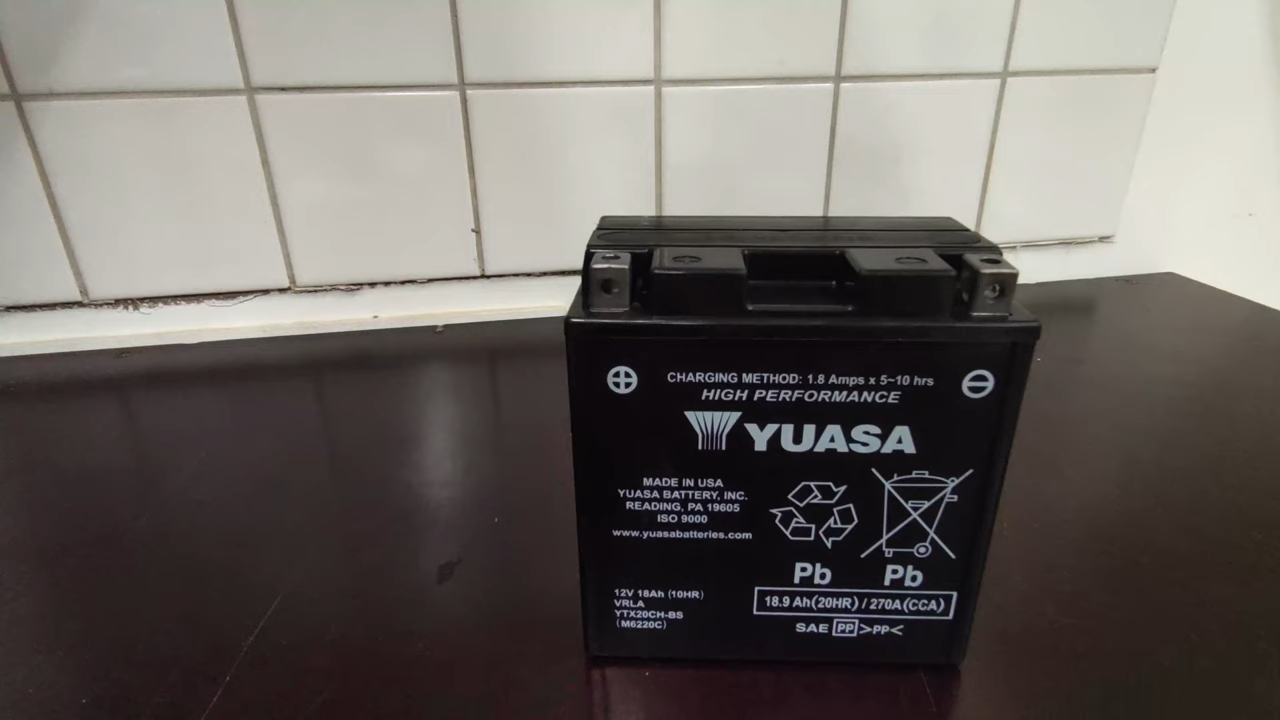 CHARGING METHOD: 1.8 Amps x 5~10 hrs
HIGH PERFORMANCE
YUASA
MADE IN USA
YUASA BATTERY, INC.
READING, PA 19605
ISO 9000
www.yuasabatteries.com
Pb Pb
12V 18Ah (10HR)
VRLA
YTX20CH-BS
(M6220C)
18.9 Ah(20HR) / 270A(CCA)
SAE PP >PP<